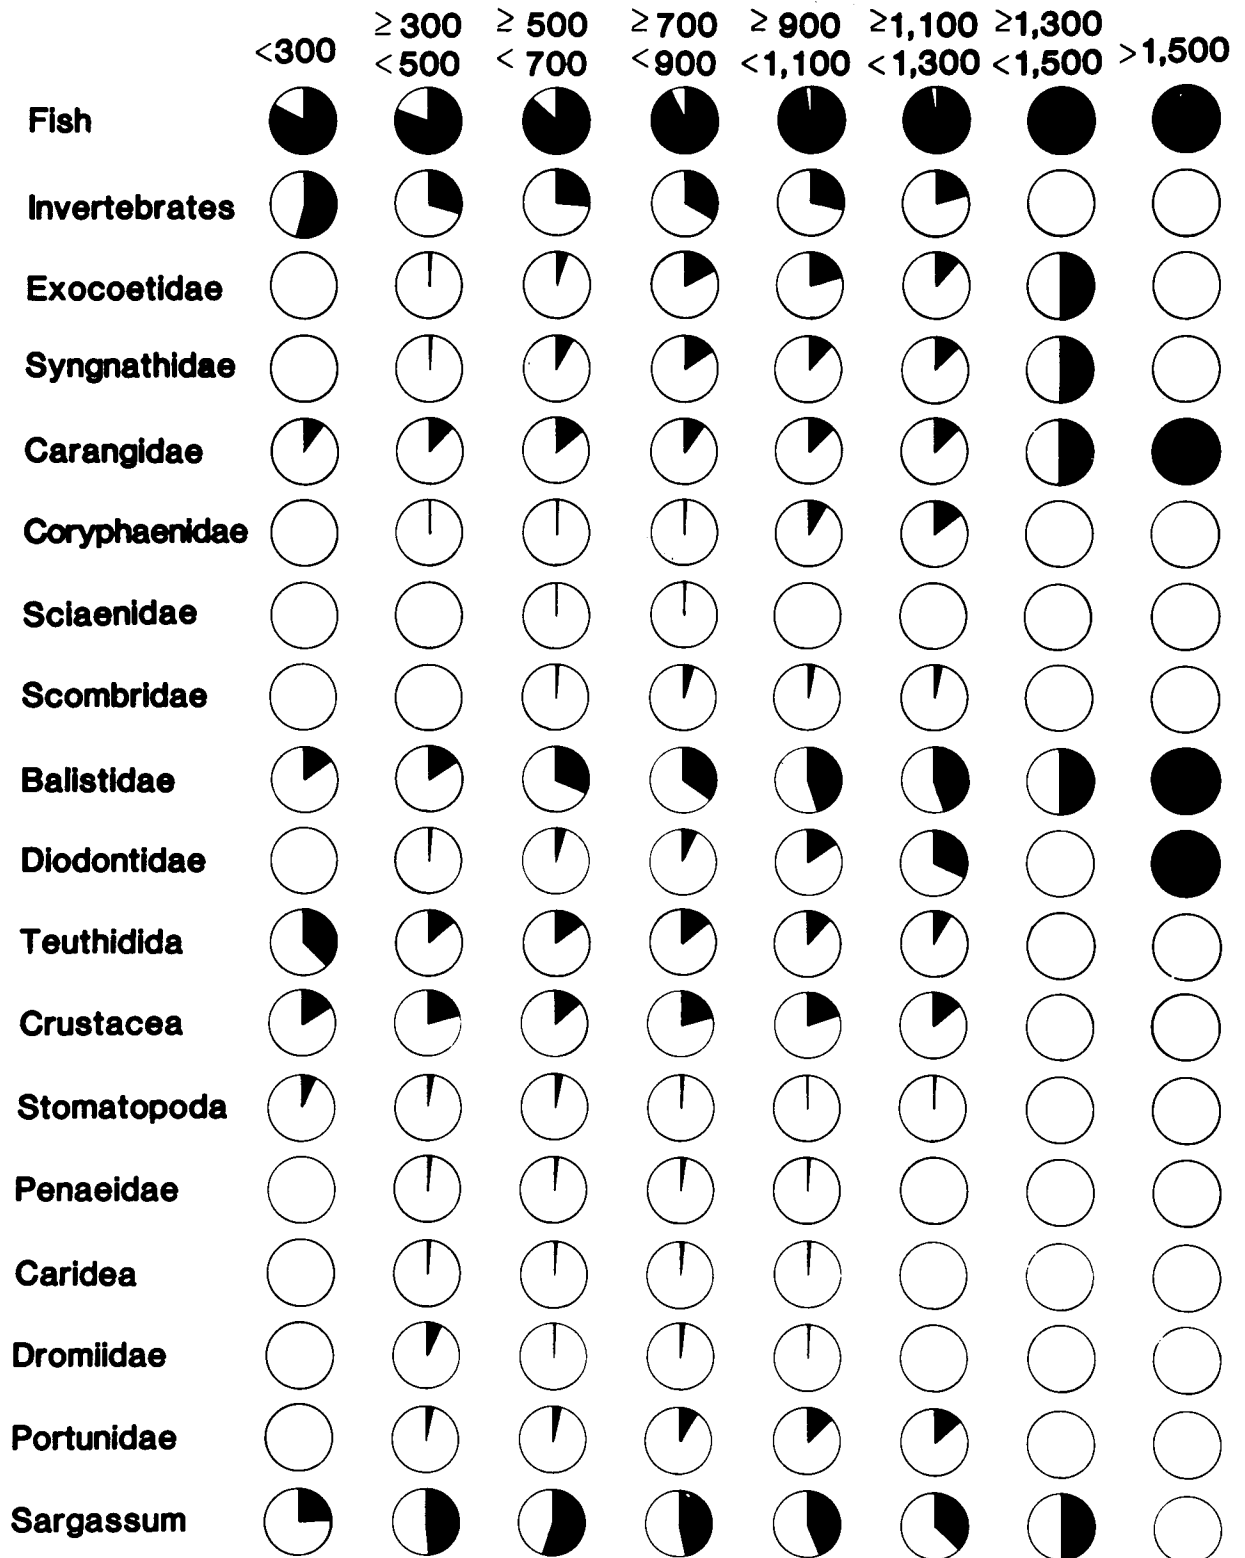 <300 ≥ 300 ≥ 500 ≥ 700 ≥ 900 ≥1,100 ≥1,300 >1,500
<500 < 700 <900 <1,100 <1,300 <1,500
Fish
Invertebrates
Exocoetidae
Syngnathidae
Carangidae
Coryphaenidae
Sciaenidae
Scombridae
Balistidae
Diodontidae
Teuthidida
Crustacea
Stomatopoda
Penaeidae
Caridea
Dromiidae
Portunidae
Sargassum